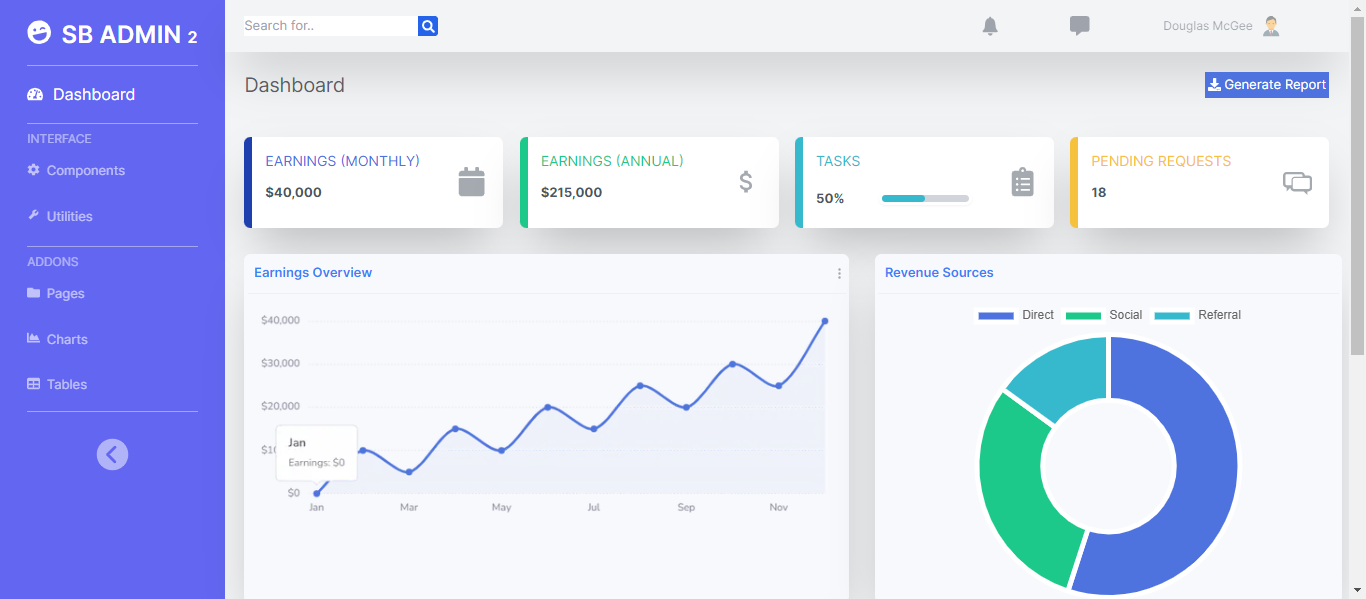 SB ADMIN 2
Dashboard
INTERFACE
Components
Utilities
ADDONS
Pages
Charts
Tables
Search for..
Douglas McGee
Dashboard
Generate Report
EARNINGS (MONTHLY)
$40,000
EARNINGS (ANNUAL)
$215,000
TASKS
50%
PENDING REQUESTS
18
Earnings Overview
$40,000
$30,000
$20,000
$10
$0
Jan
Earnings: $0
Jan Mar May Jul Sep Nov
Revenue Sources
Direct Social Referral